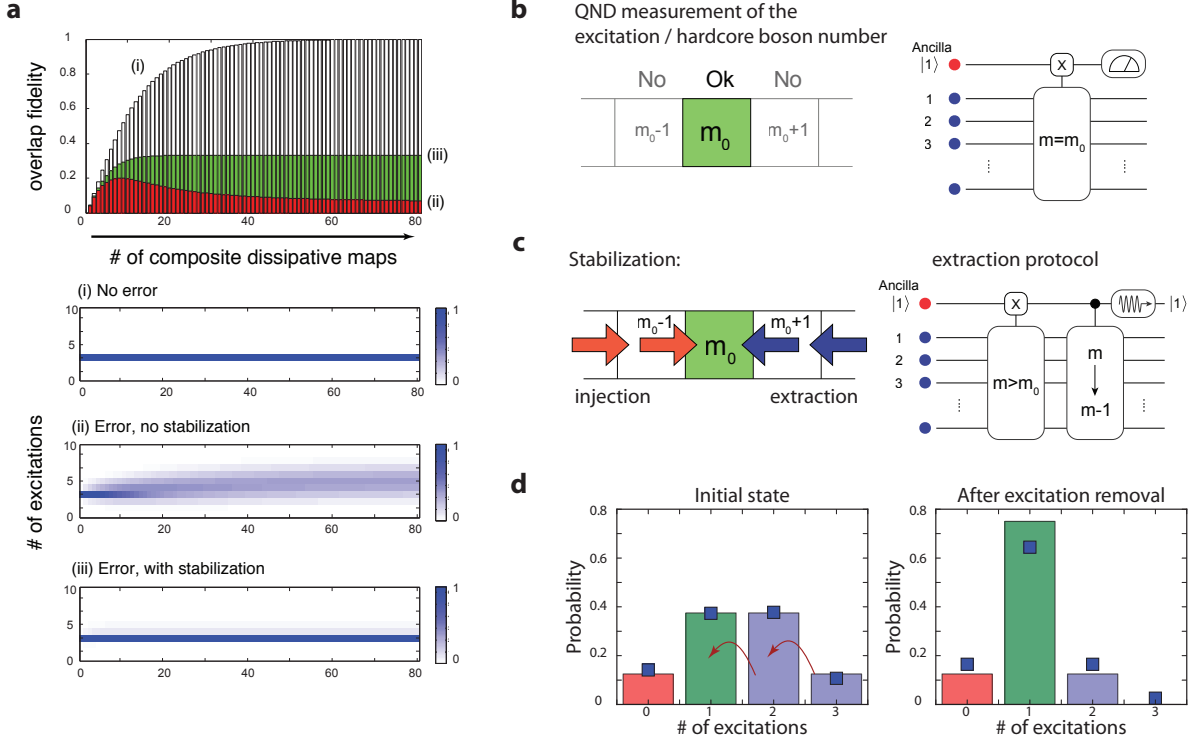 a
1
0.8
0.6
0.4
0.2
0
overlap fidelity
(i)
(iii)
(ii)
0 20 40 60 80
# of composite dissipative maps
(i) No error
10
5
0
0 20 40 60 80
1
0
(ii) Error, no stabilization
10
5
0
0 20 40 60 80
1
0
(iii) Error, with stabilization
10
5
0
0 20 40 60 80
1
0
# of excitations
b
QND measurement of the
excitation / hardcore boson number
No Ok No
m₀-1 m₀ m₀+1
Ancilla
|1⟩ X
1
2
3
m=m₀
c
Stabilization:
m₀-1 m₀ m₀+1
injection extraction
extraction protocol
Ancilla
|1⟩ X |1⟩
1
2
3
m>m₀
m
m-1
d
Initial state
0.8
0.6
0.4
0.2
0
Probability
0 1 2 3
# of excitations
After excitation removal
0.8
0.6
0.4
0.2
0
Probability
0 1 2 3
# of excitations